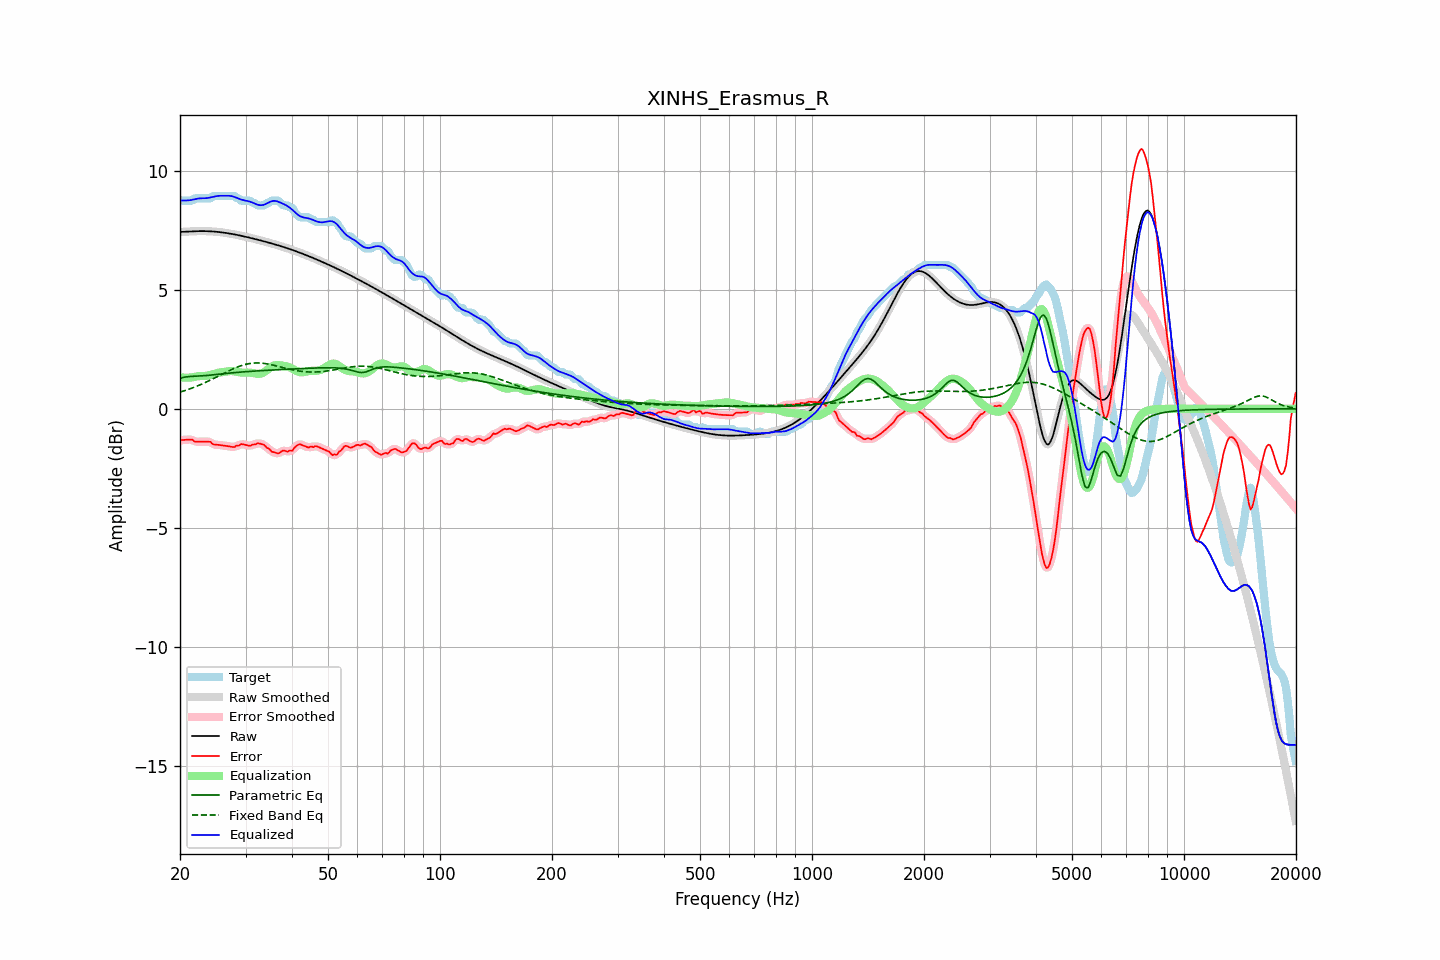 XINHS_Erasmus_R
Amplitude (dBr)
10
5
0
−5
−10
−15
Target
Raw Smoothed
Error Smoothed
Raw
Error
Equalization
Parametric Eq
Fixed Band Eq
Equalized
20 50 100 200 500 1000 2000 5000 10000 20000
Frequency (Hz)